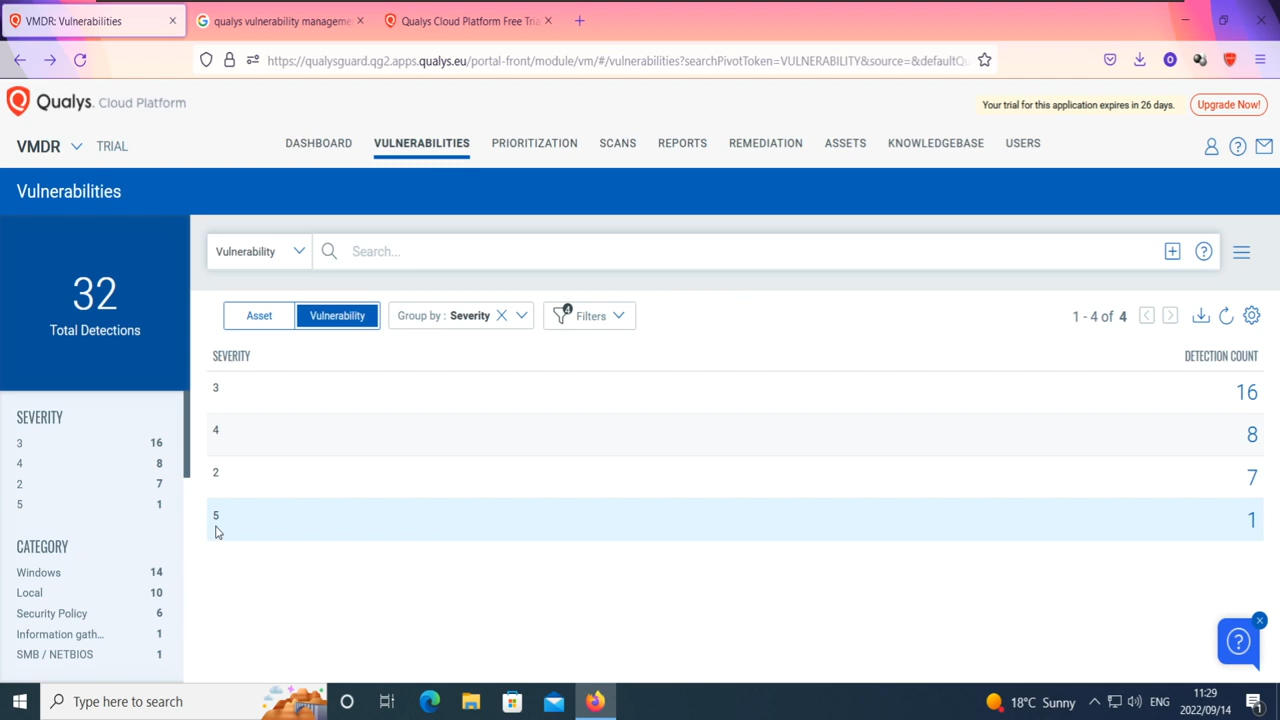 VMDR: Vulnerabilities
qualys vulnerability manageme
Qualys Cloud Platform Free Tria
https://qualysguard.qg2.apps.qualys.eu/portal-front/module/vm/#/vulnerabilities?searchPivotToken=VULNERABILITY&source=&defaultQu
Qualys. Cloud Platform
Your trial for this application expires in 26 days.
Upgrade Now!
VMDR TRIAL
DASHBOARD VULNERABILITIES PRIORITIZATION SCANS REPORTS REMEDIATION ASSETS KNOWLEDGEBASE USERS
Vulnerabilities
32
Total Detections
Vulnerability Search...
Asset Vulnerability Group by : Severity 4 Filters 1 - 4 of 4
SEVERITY DETECTION COUNT
3 16
4 8
2 7
5 1
SEVERITY
3 16
4 8
2 7
5 1
CATEGORY
Windows 14
Local 10
Security Policy 6
Information gath... 1
SMB / NETBIOS 1
Type here to search
18°C Sunny
ENG
11:29
2022/09/14
1